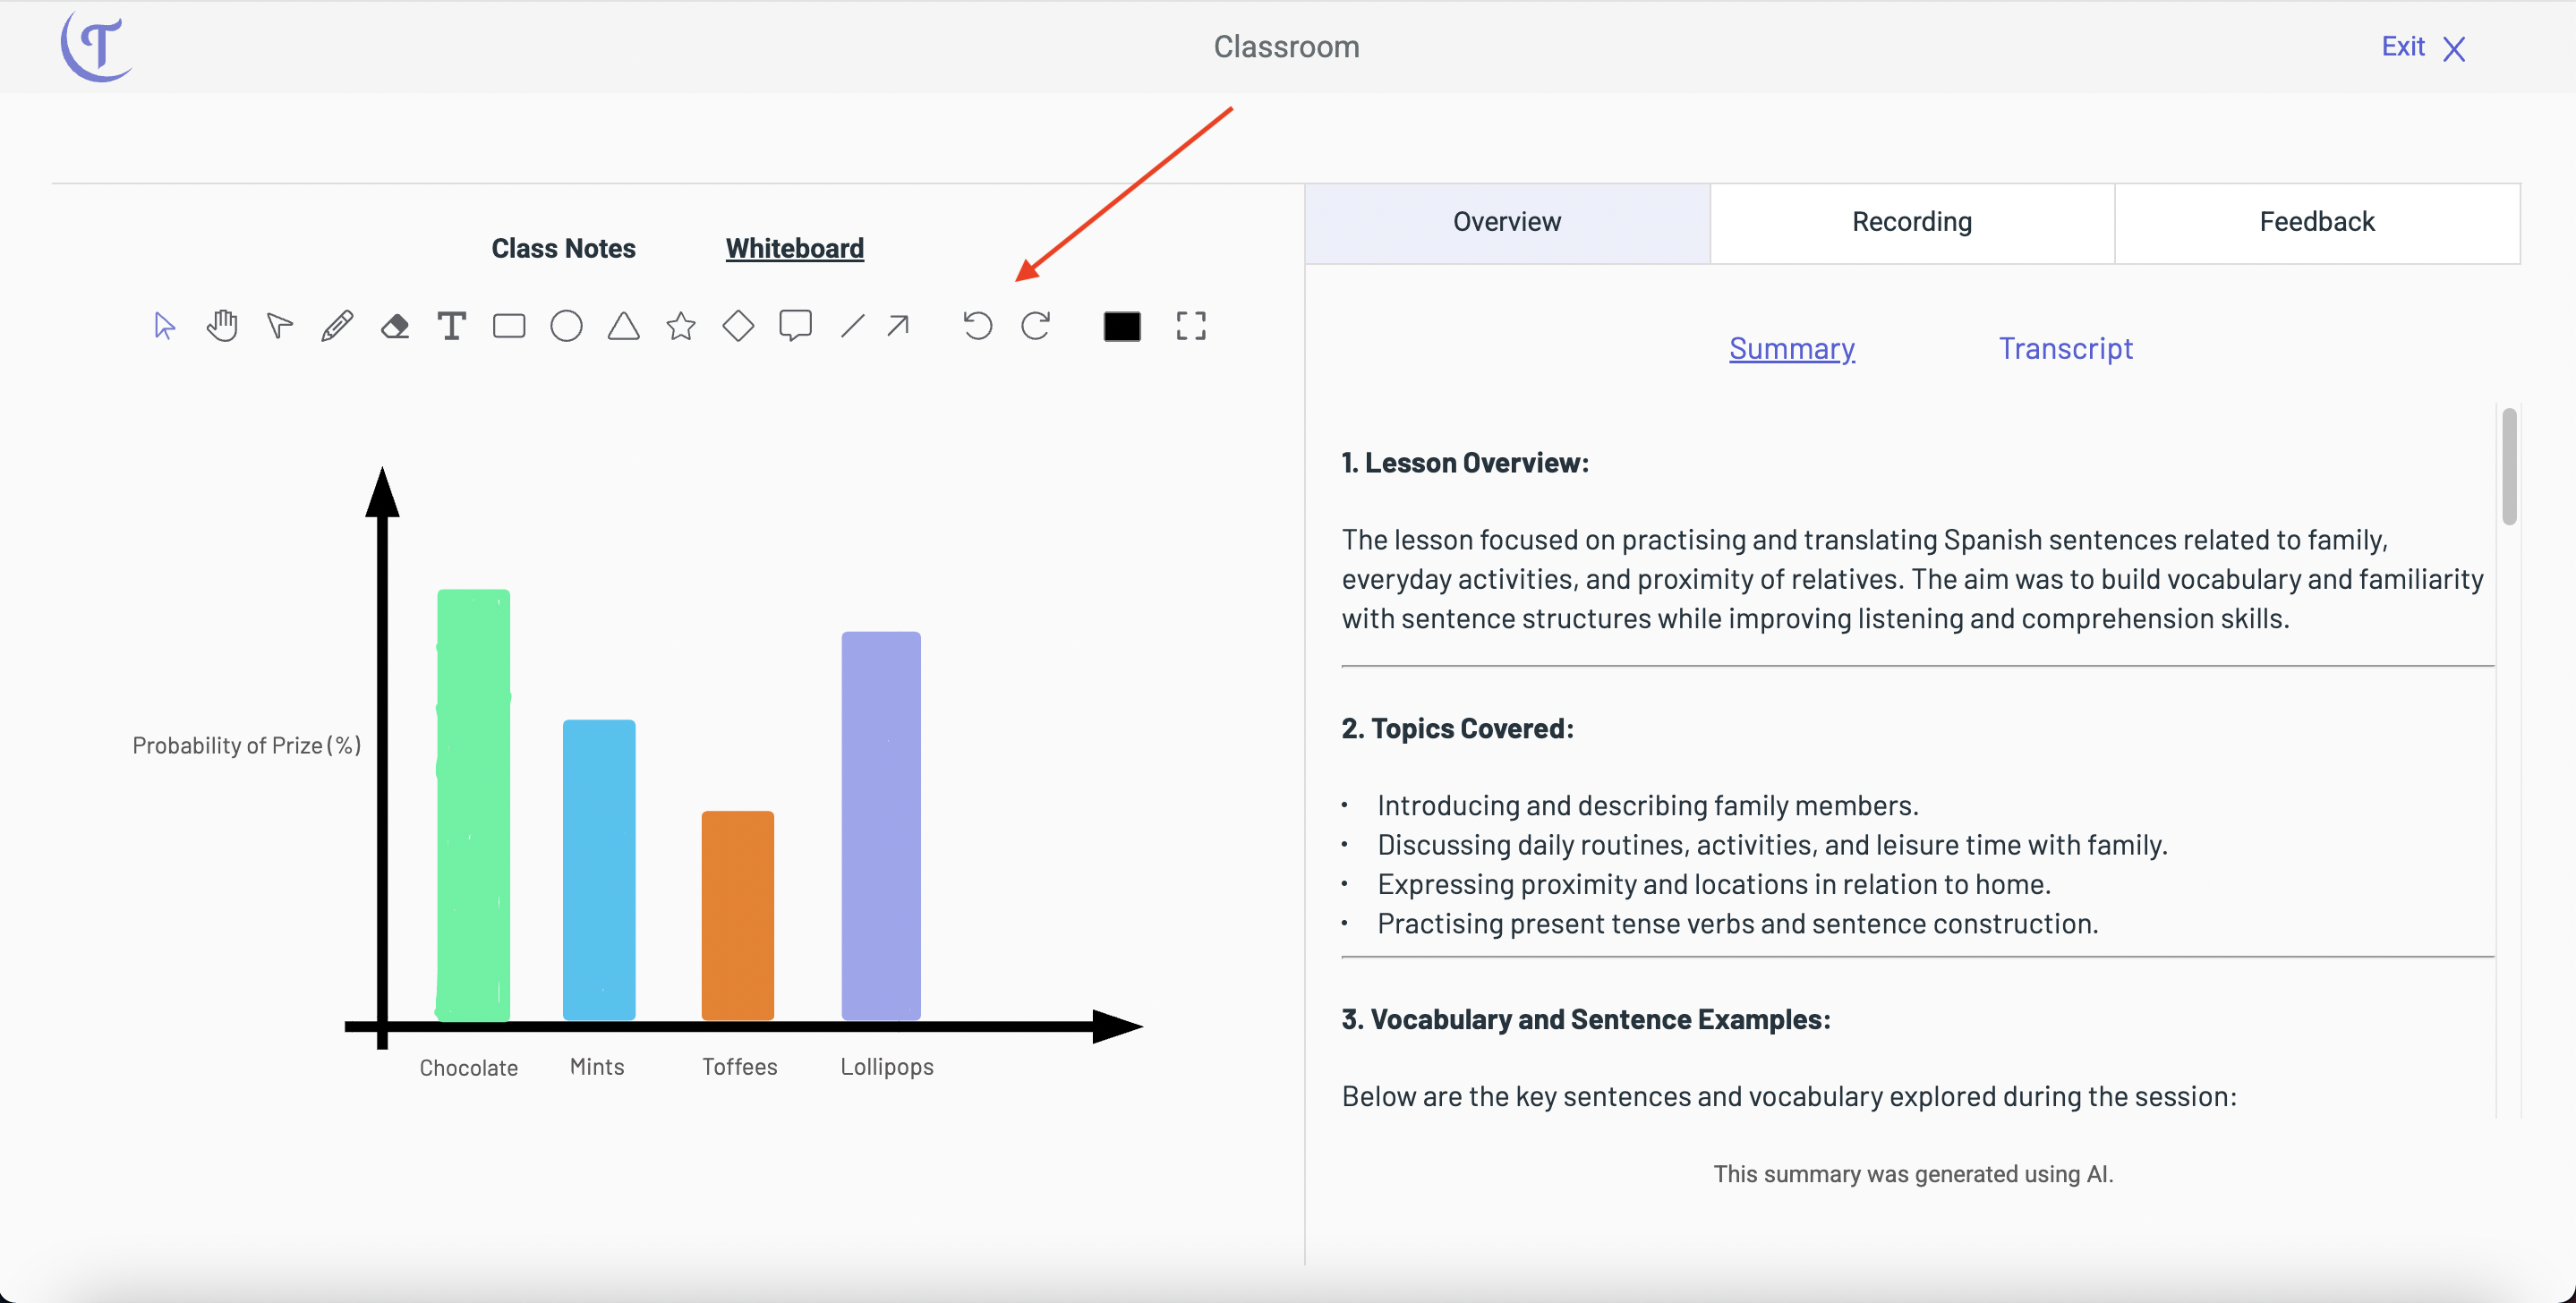 Classroom
Exit
Class Notes
Whiteboard
T
Probability of Prize (%)
Chocolate
Mints
Toffees
Lollipops
Overview
Recording
Feedback
Summary
Transcript
1. Lesson Overview:
The lesson focused on practising and translating Spanish sentences related to family,
everyday activities, and proximity of relatives. The aim was to build vocabulary and familiarity
with sentence structures while improving listening and comprehension skills.
2. Topics Covered:
• Introducing and describing family members.
• Discussing daily routines, activities, and leisure time with family.
• Expressing proximity and locations in relation to home.
• Practising present tense verbs and sentence construction.
3. Vocabulary and Sentence Examples:
Below are the key sentences and vocabulary explored during the session:
This summary was generated using AI.